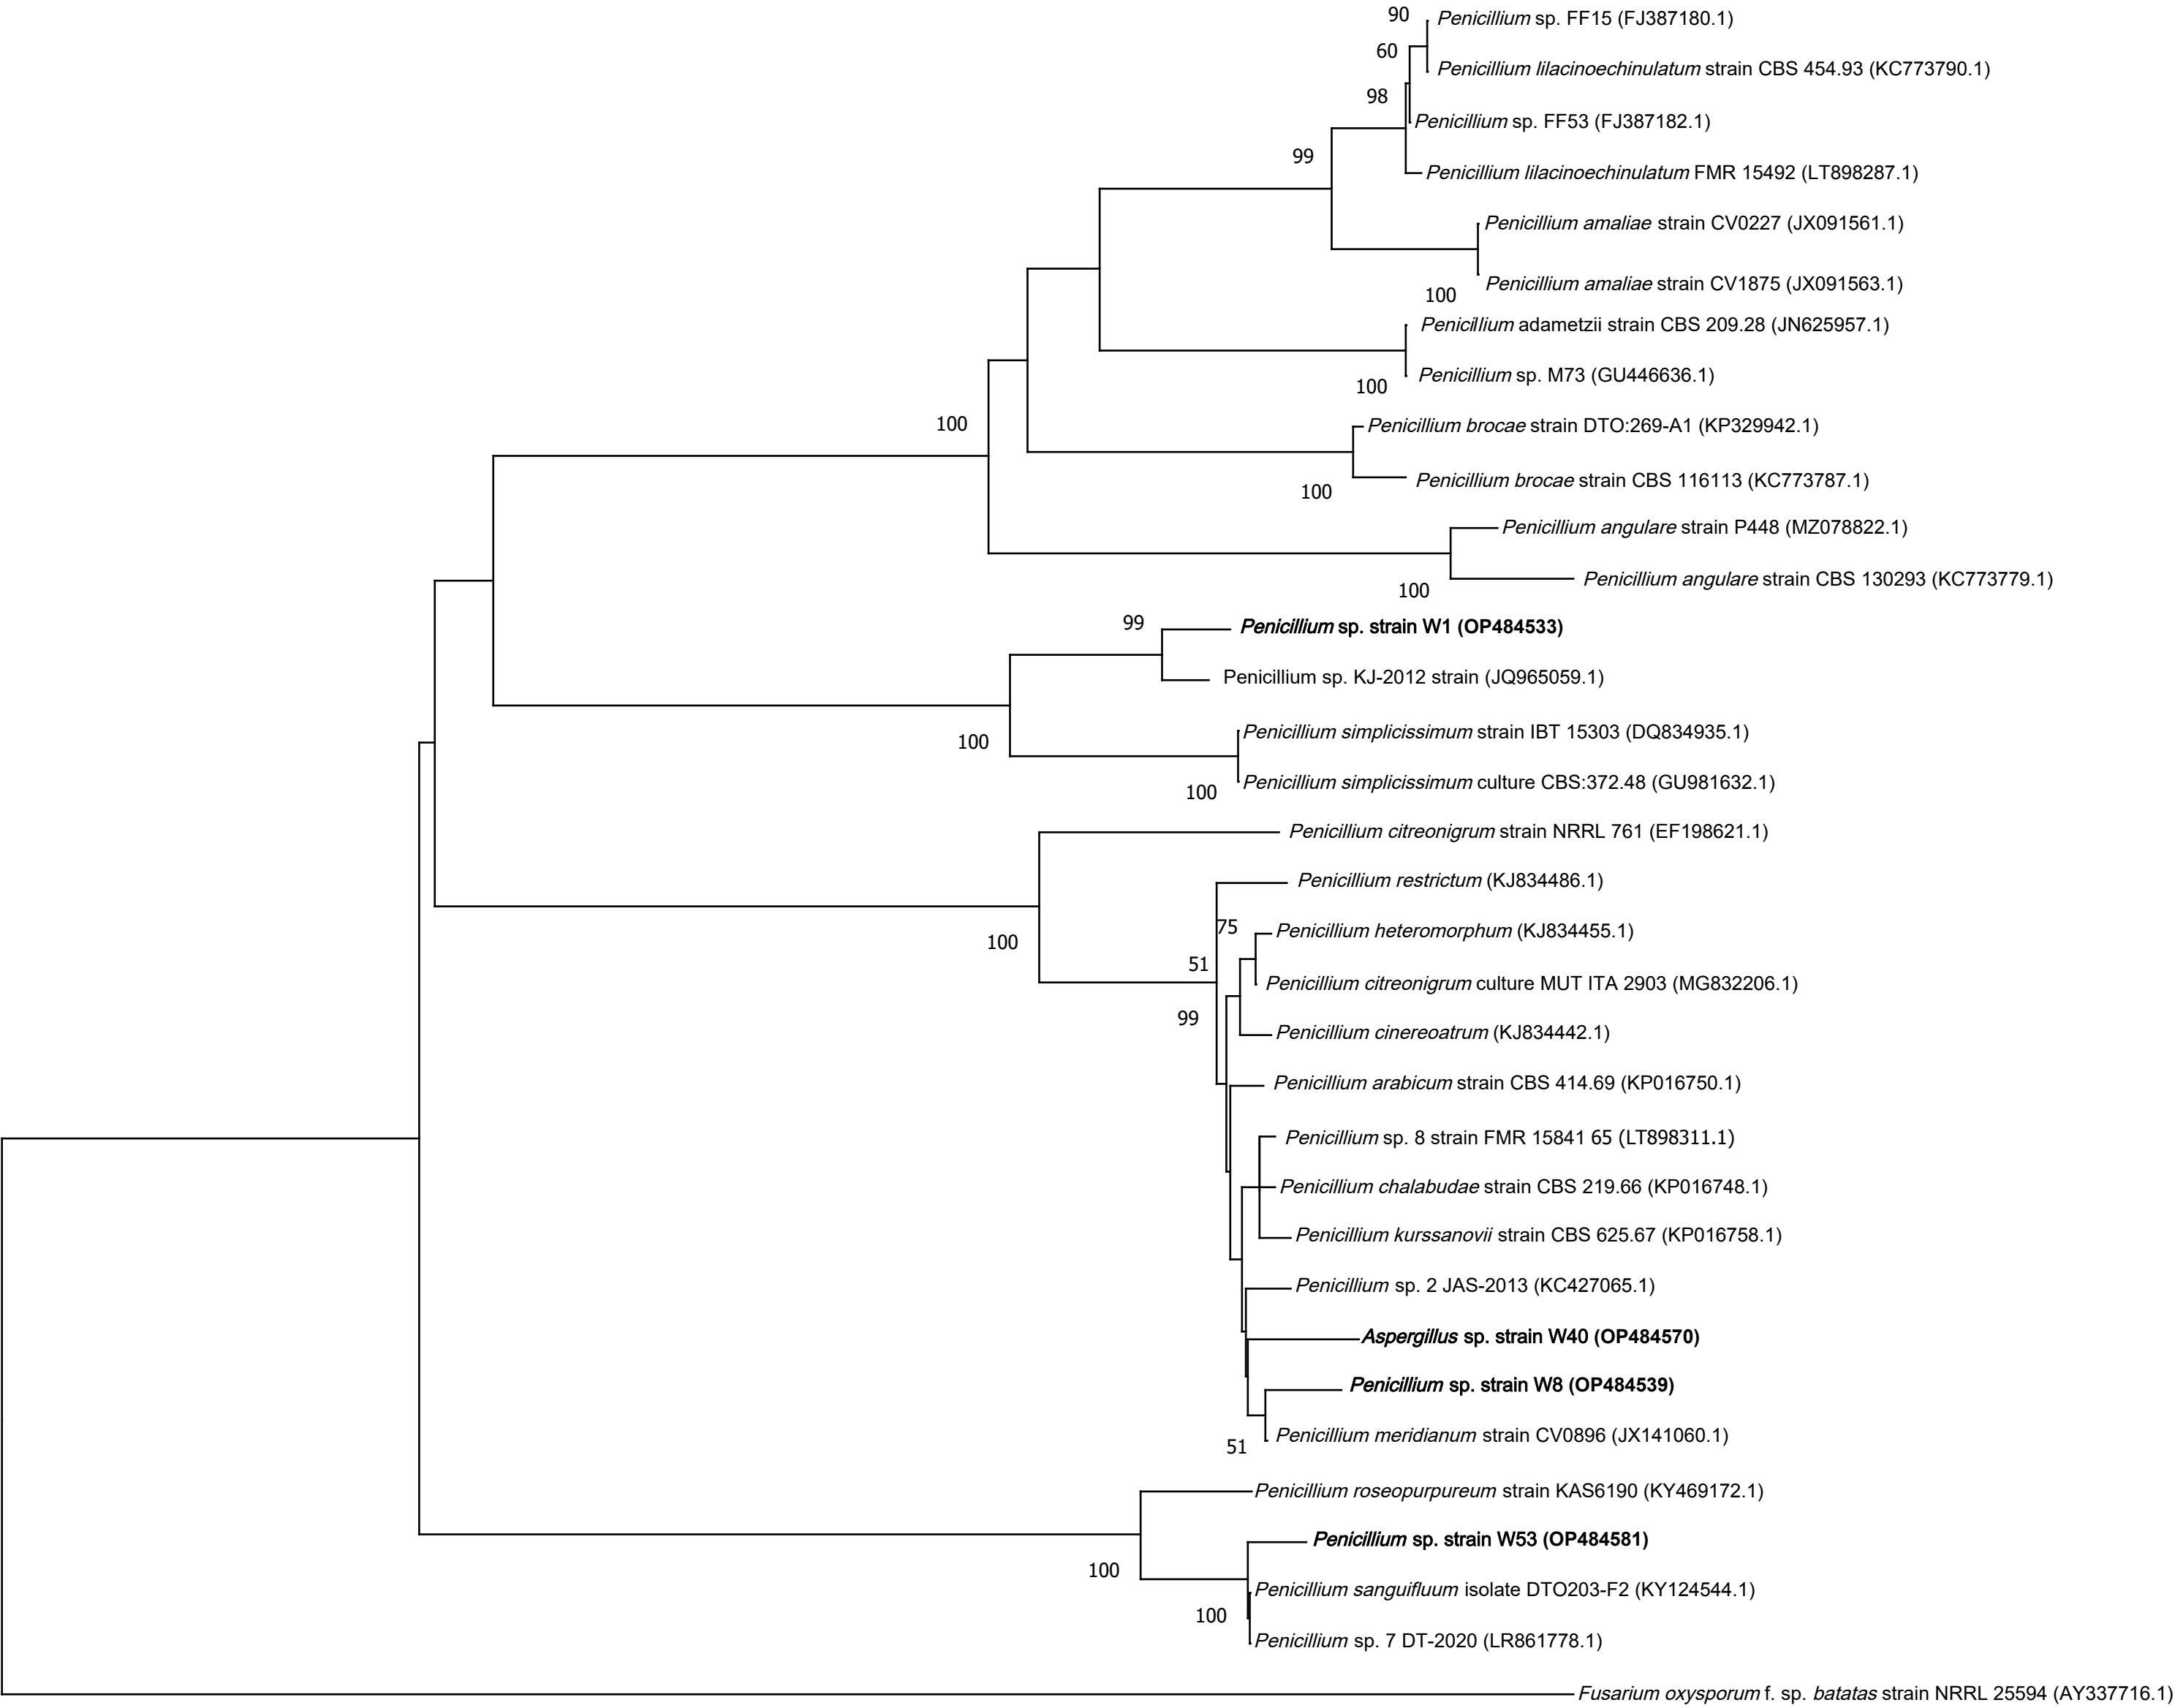 90
Penicillium sp. FF15 (FJ387180.1)
60
Penicillium lilacinoechinulatum strain CBS 454.93 (KC773790.1)
98
Penicillium sp. FF53 (FJ387182.1)
99
Penicillium lilacinoechinulatum FMR 15492 (LT898287.1)
Penicillium amaliae strain CV0227 (JX091561.1)
Penicillium amaliae strain CV1875 (JX091563.1)
100
Penicillium adametzii strain CBS 209.28 (JN625957.1)
Penicillium sp. M73 (GU446636.1)
100
100
Penicillium brocae strain DTO:269-A1 (KP329942.1)
Penicillium brocae strain CBS 116113 (KC773787.1)
100
Penicillium angulare strain P448 (MZ078822.1)
Penicillium angulare strain CBS 130293 (KC773779.1)
100
99
Penicillium sp. strain W1 (OP484533)
Penicillium sp. KJ-2012 strain (JQ965059.1)
100
Penicillium simplicissimum strain IBT 15303 (DQ834935.1)
Penicillium simplicissimum culture CBS:372.48 (GU981632.1)
100
Penicillium citreonigrum strain NRRL 761 (EF198621.1)
Penicillium restrictum (KJ834486.1)
75
Penicillium heteromorphum (KJ834455.1)
100
51
Penicillium citreonigrum culture MUT ITA 2903 (MG832206.1)
99
Penicillium cinereoatrum (KJ834442.1)
Penicillium arabicum strain CBS 414.69 (KP016750.1)
Penicillium sp. 8 strain FMR 15841 65 (LT898311.1)
Penicillium chalabudae strain CBS 219.66 (KP016748.1)
Penicillium kurssanovii strain CBS 625.67 (KP016758.1)
Penicillium sp. 2 JAS-2013 (KC427065.1)
Aspergillus sp. strain W40 (OP484570)
Penicillium sp. strain W8 (OP484539)
Penicillium meridianum strain CV0896 (JX141060.1)
51
Penicillium roseopurpureum strain KAS6190 (KY469172.1)
Penicillium sp. strain W53 (OP484581)
100
Penicillium sanguifluum isolate DTO203-F2 (KY124544.1)
100
Penicillium sp. 7 DT-2020 (LR861778.1)
Fusarium oxysporum f. sp. batatas strain NRRL 25594 (AY337716.1)